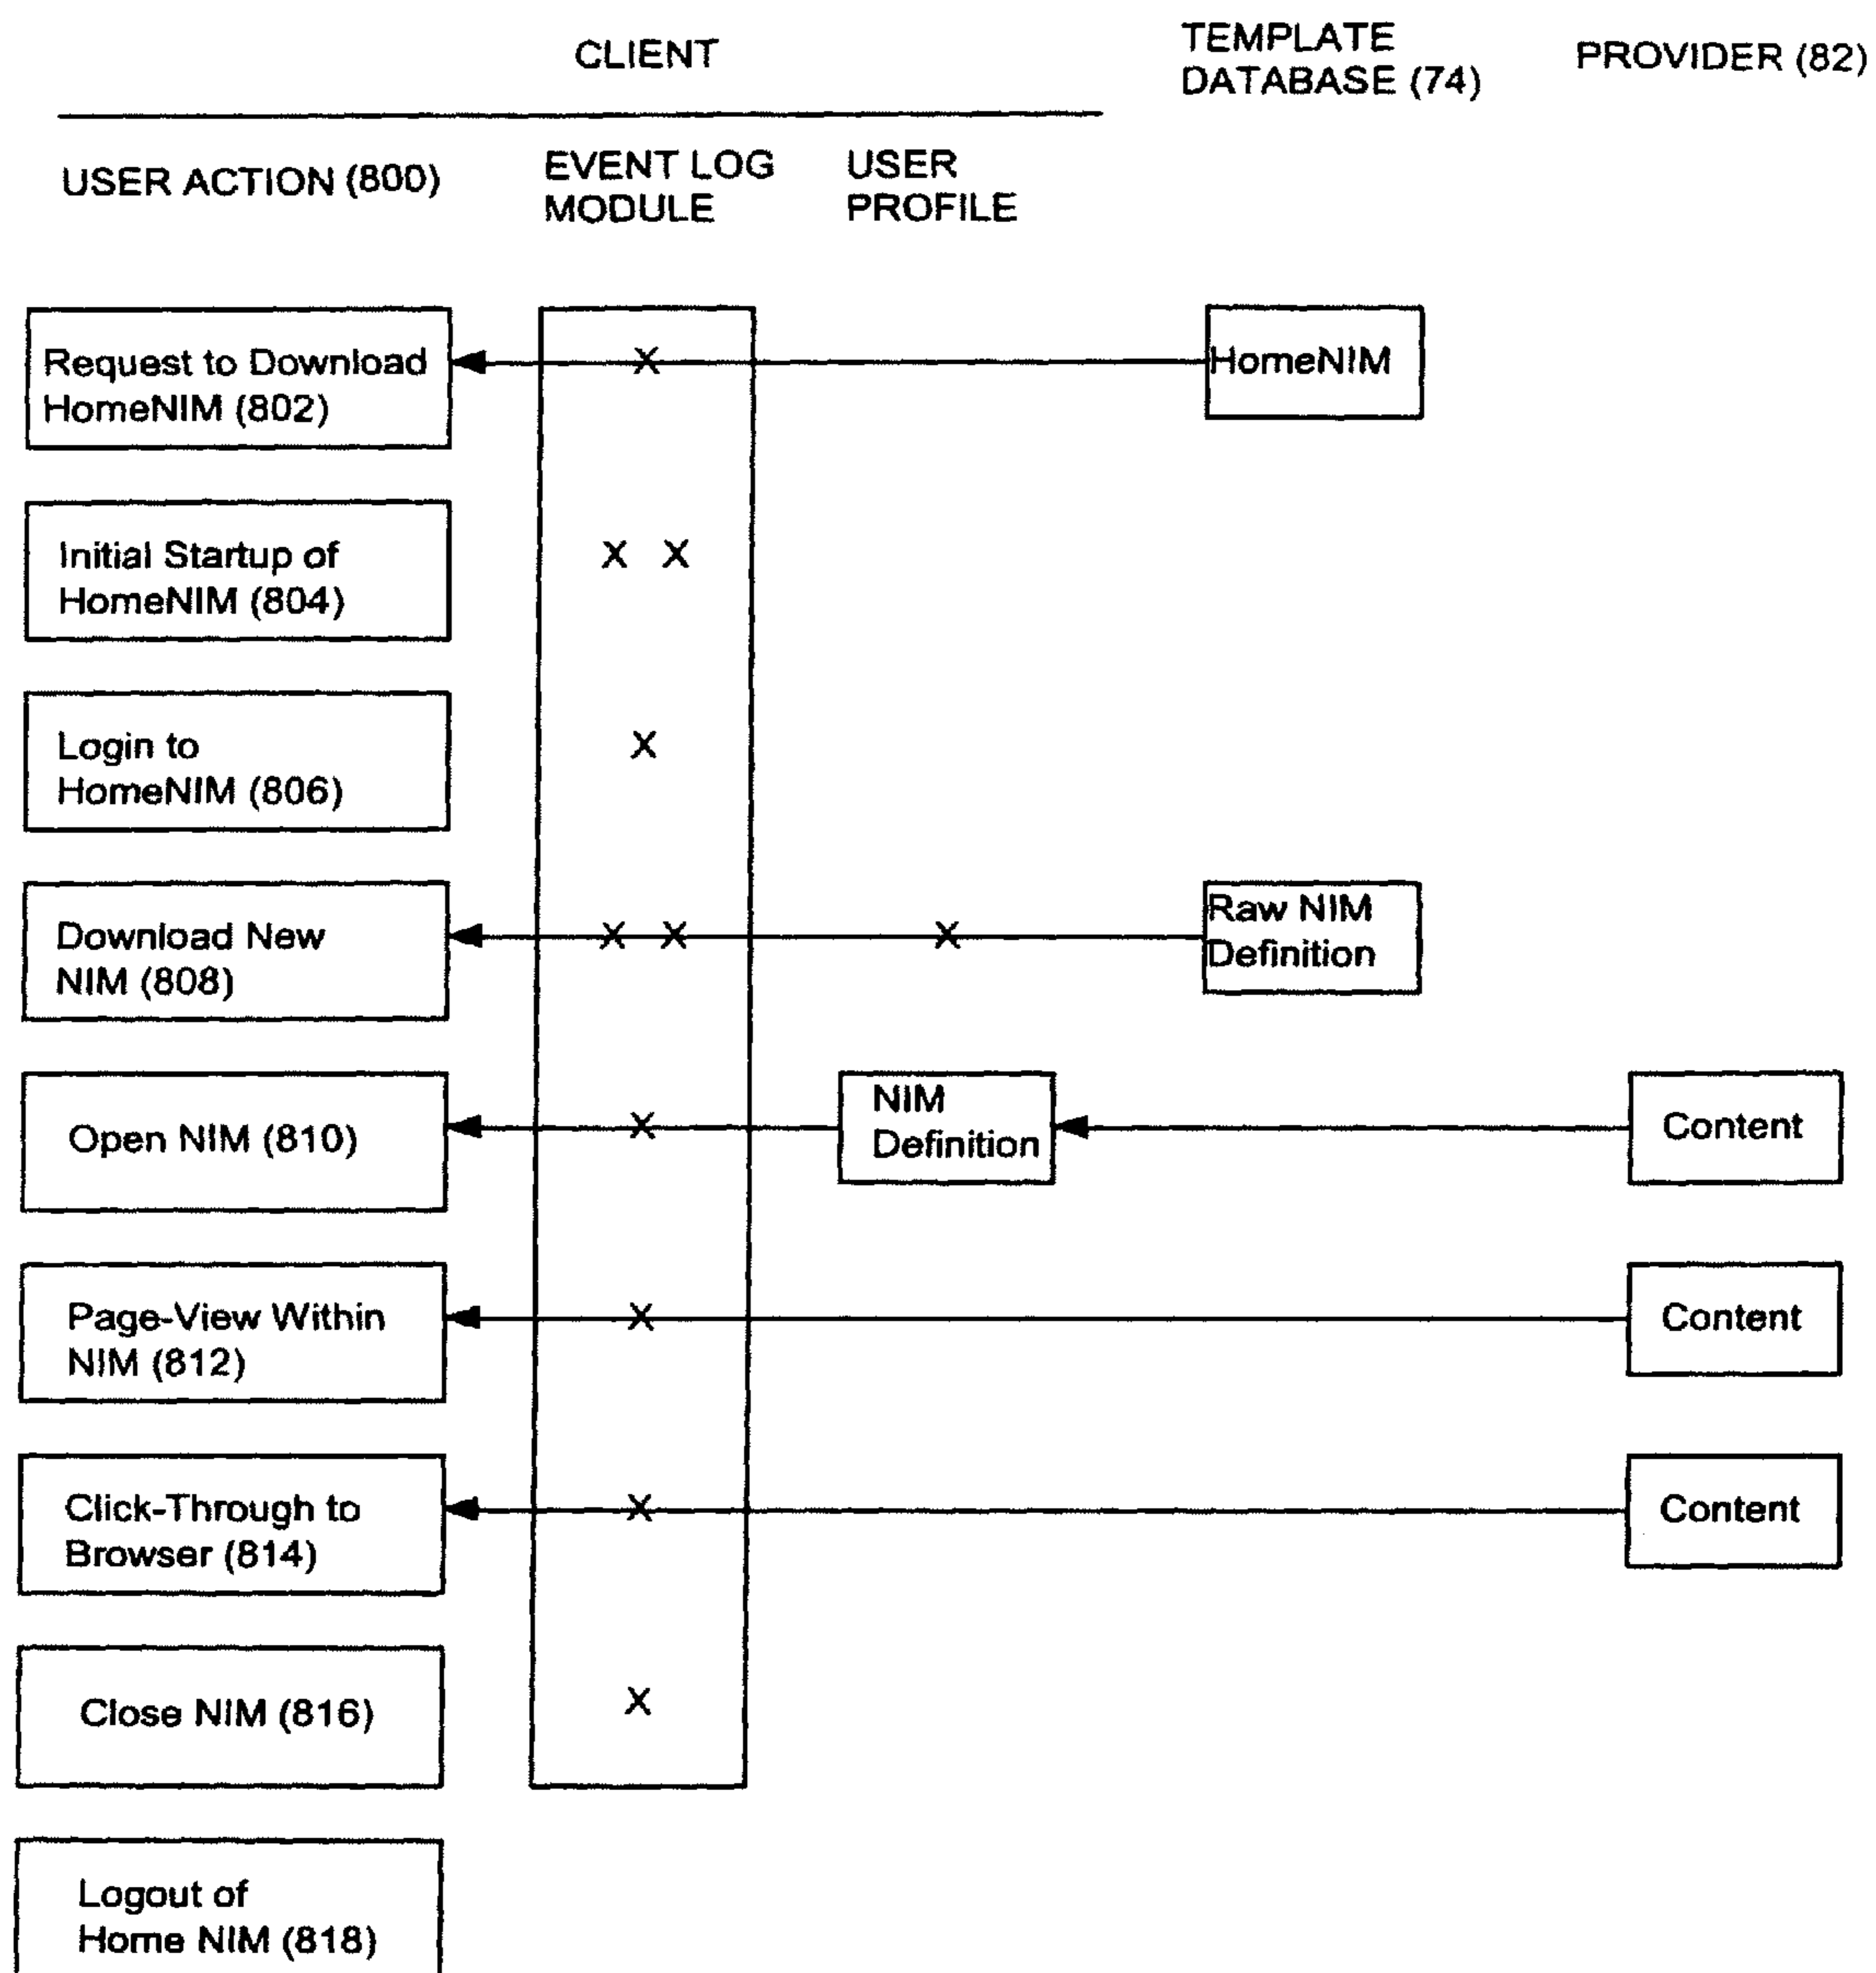 CLIENT
TEMPLATE
DATABASE (74)
PROVIDER (82)
USER ACTION (800)
EVENT LOG
MODULE
USER
PROFILE
Request to Download
HomeNIM (802)
X
HomeNIM
Initial Startup of
HomeNIM (804)
X X
Login to
HomeNIM (806)
X
Download New
NIM (808)
X X
X
Raw NIM
Definition
Open NIM (810)
X
NIM
Definition
Content
Page-View Within
NIM (812)
X
Content
Click-Through to
Browser (814)
X
Content
Close NIM (816)
X
Logout of
Home NIM (818)